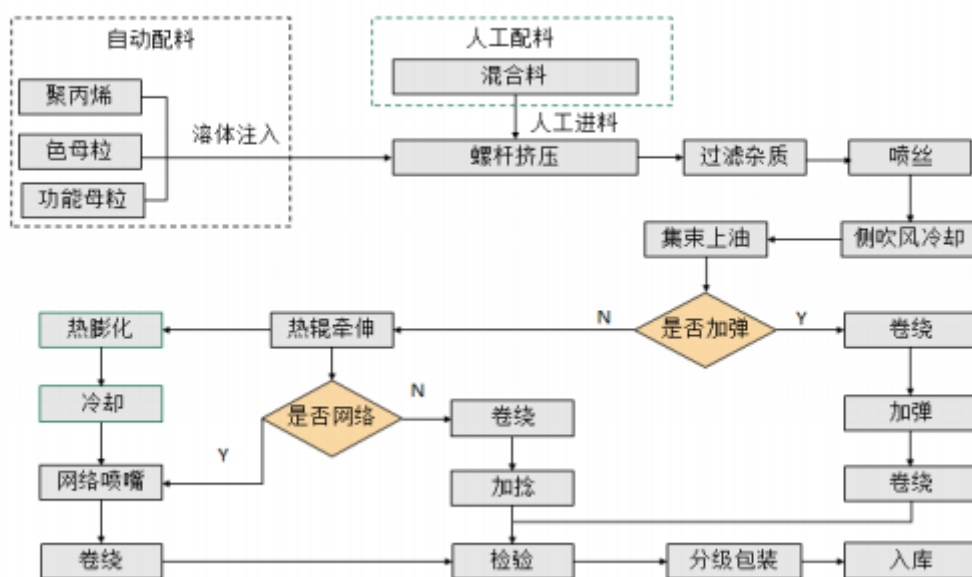 自动配料
人工配料
混合料
聚丙烯
溶体注入
人工进料
色母粒
螺杆挤压
过滤杂质
喷丝
功能母粒
集束上油
侧吹风冷却
热膨化
热辊牵伸
N
是否加弹
Y
卷绕
冷却
是否网络
N
卷绕
加弹
Y
网络喷嘴
加捻
卷绕
卷绕
检验
分级包装
入库